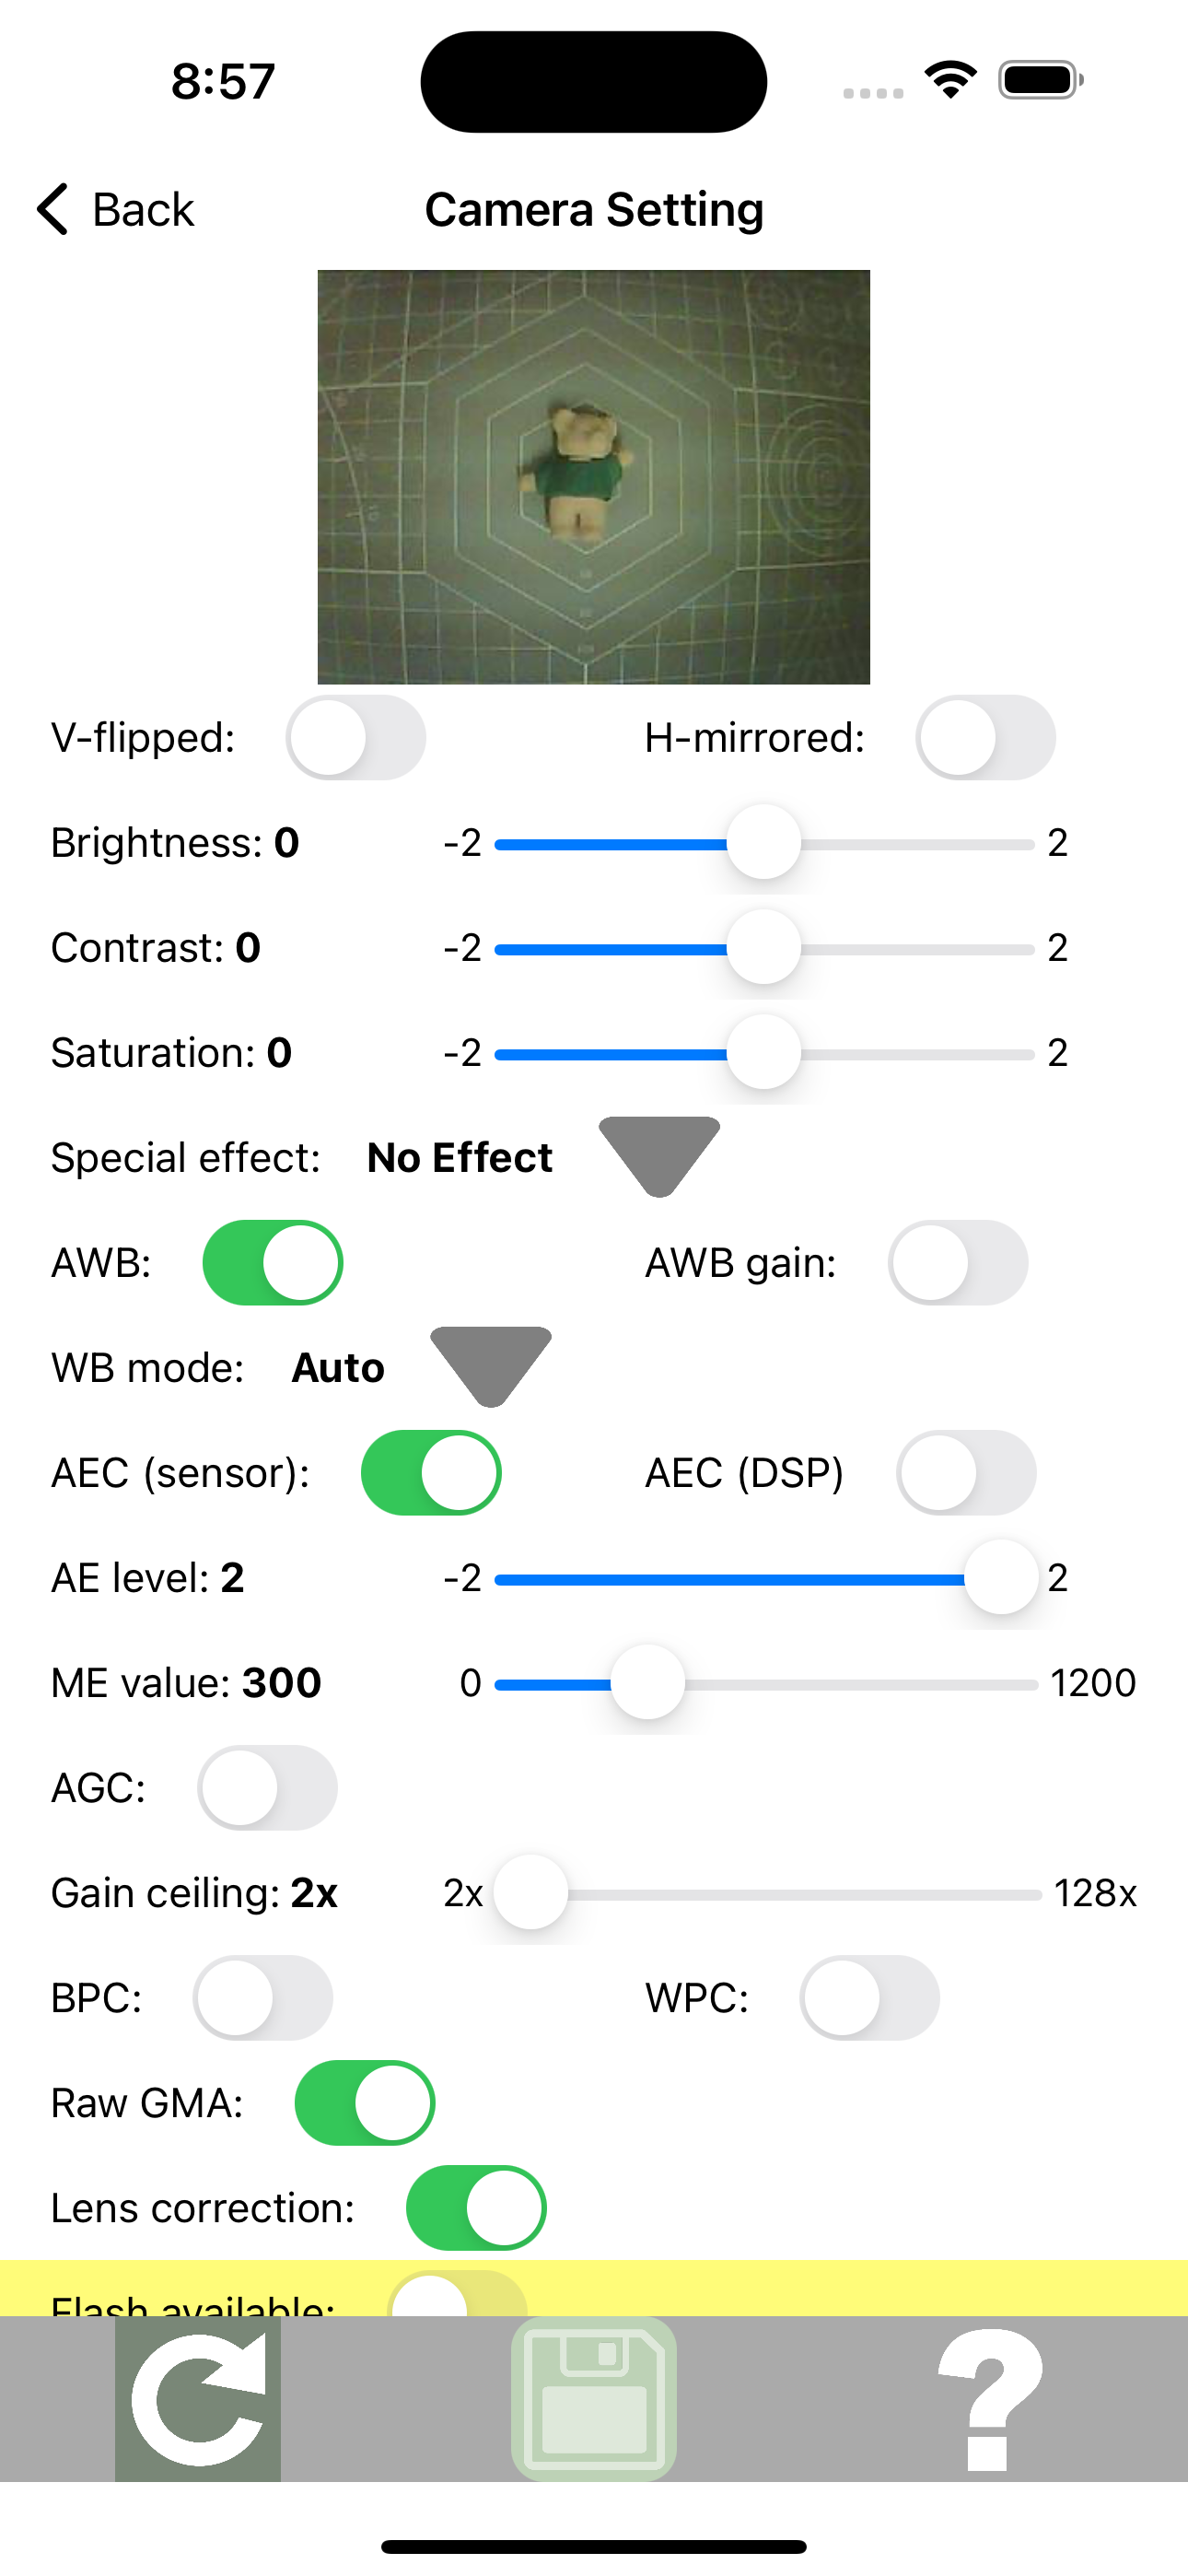 8:57
Back
Camera Setting
V-flipped: H-mirrored:
Brightness: 0 -2 2
Contrast: 0 -2 2
Saturation: 0 -2 2
Special effect: No Effect
AWB: AWB gain:
WB mode: Auto
AEC (sensor): AEC (DSP)
AE level: 2 -2 2
ME value: 300 0 1200
AGC:
Gain ceiling: 2x 2x 128x
BPC: WPC:
Raw GMA:
Lens correction:
Flash available:
?